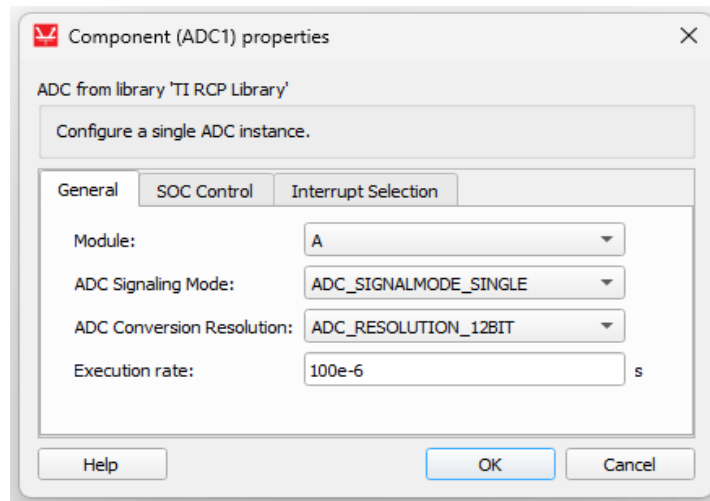 Component (ADC1) properties
ADC from library 'TI RCP Library'
Configure a single ADC instance.
General SOC Control Interrupt Selection
Module: A
ADC Signaling Mode: ADC_SIGNALMODE_SINGLE
ADC Conversion Resolution: ADC_RESOLUTION_12BIT
Execution rate: 100e-6 s
Help OK Cancel